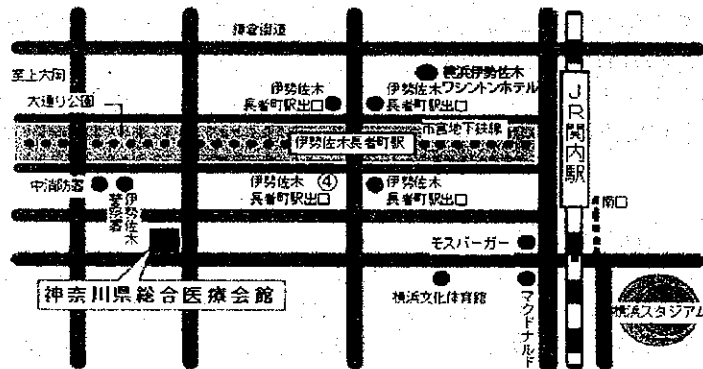 鎌倉街道
至上大岡
大通り公園
伊勢佐木
長者町駅出口
横浜伊勢佐木
ワシントンホテル
伊勢佐木
長者町駅出口
市営地下鉄線
伊勢佐木長者町駅
JR関内駅
中消防署
伊勢佐木
警察署
伊勢佐木
長者町駅出口
④
伊勢佐木
長者町駅出口
南口
モスバーガー
神奈川県総合医療会館
横浜文化体育館
マクドナルド
横浜スタジアム